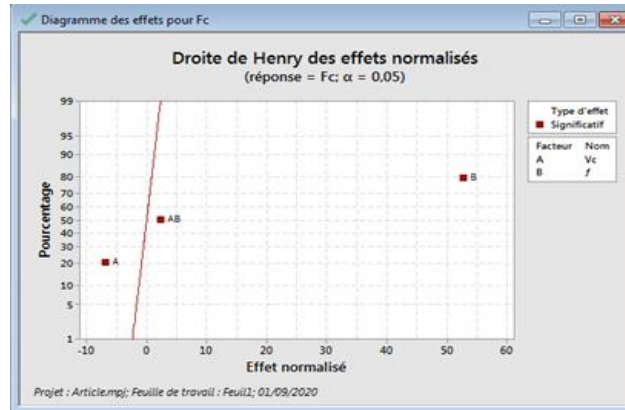 Diagramme des effets pour Fc
Droite de Henry des effets normalisés
(réponse = Fc; α = 0,05)
99
95
90
80
70
60
50
40
30
20
10
5
1
Pourcentage
A
AB
B
-10 0 10 20 30 40 50 60
Effet normalisé
Type d'effet
Significatif
Facteur Nom
A Vc
B f
Projet : Article.mpj; Feuille de travail : Feuil1; 01/09/2020